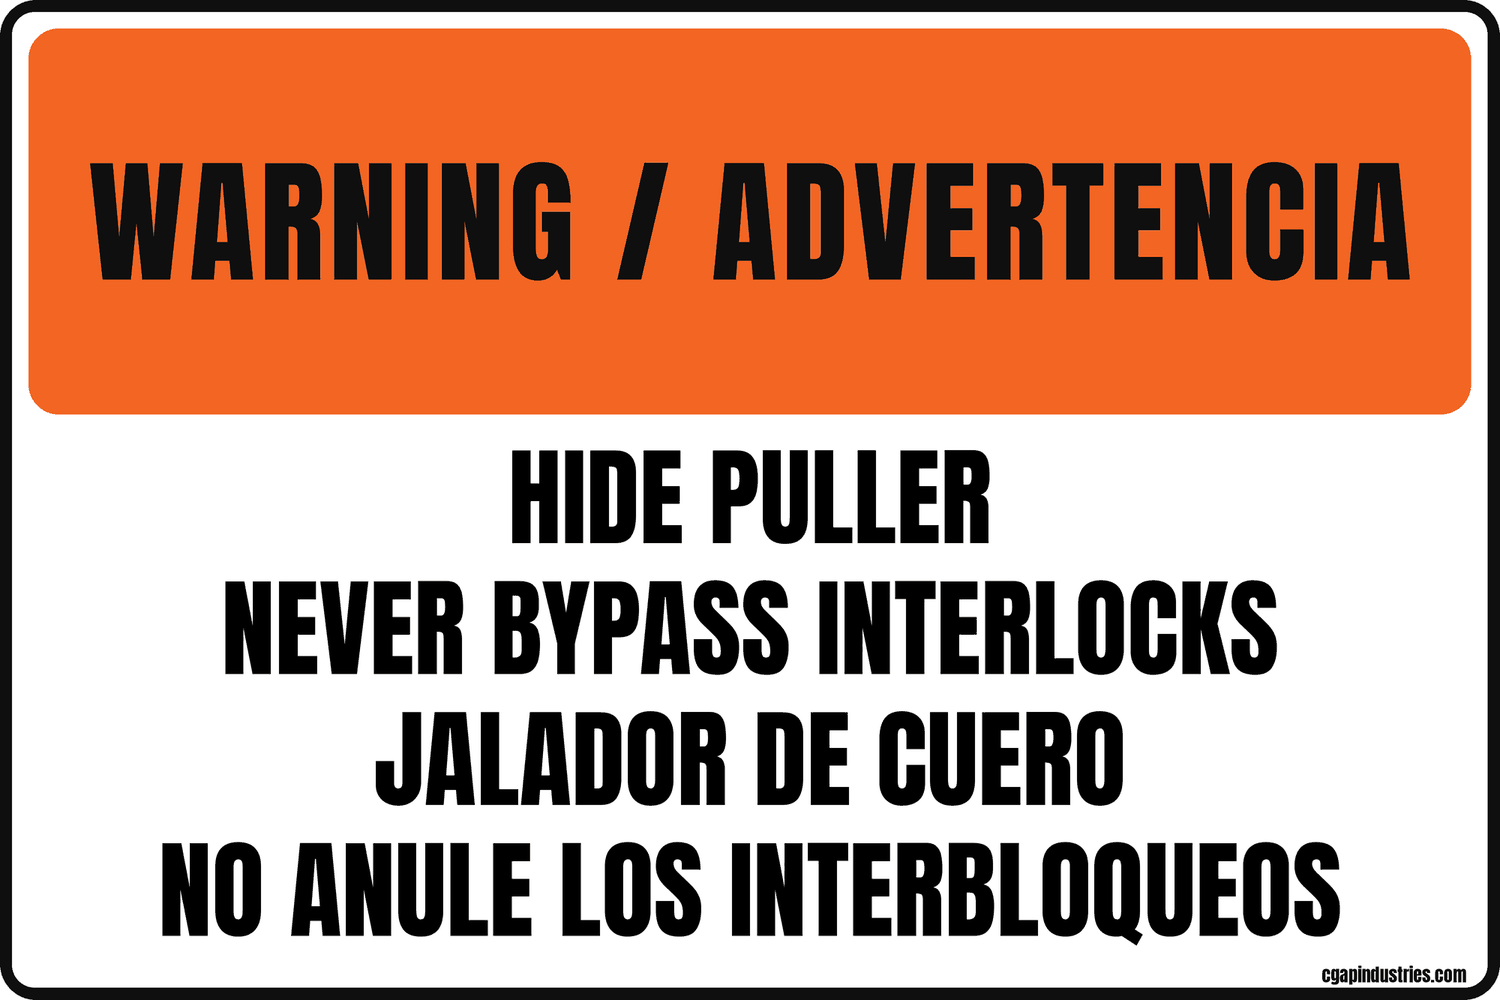 WARNING / ADVERTENCIA
HIDE PULLER
NEVER BYPASS INTERLOCKS
JALADOR DE CUERO
NO ANULE LOS INTERBLOQUEOS
cgapindustries.com